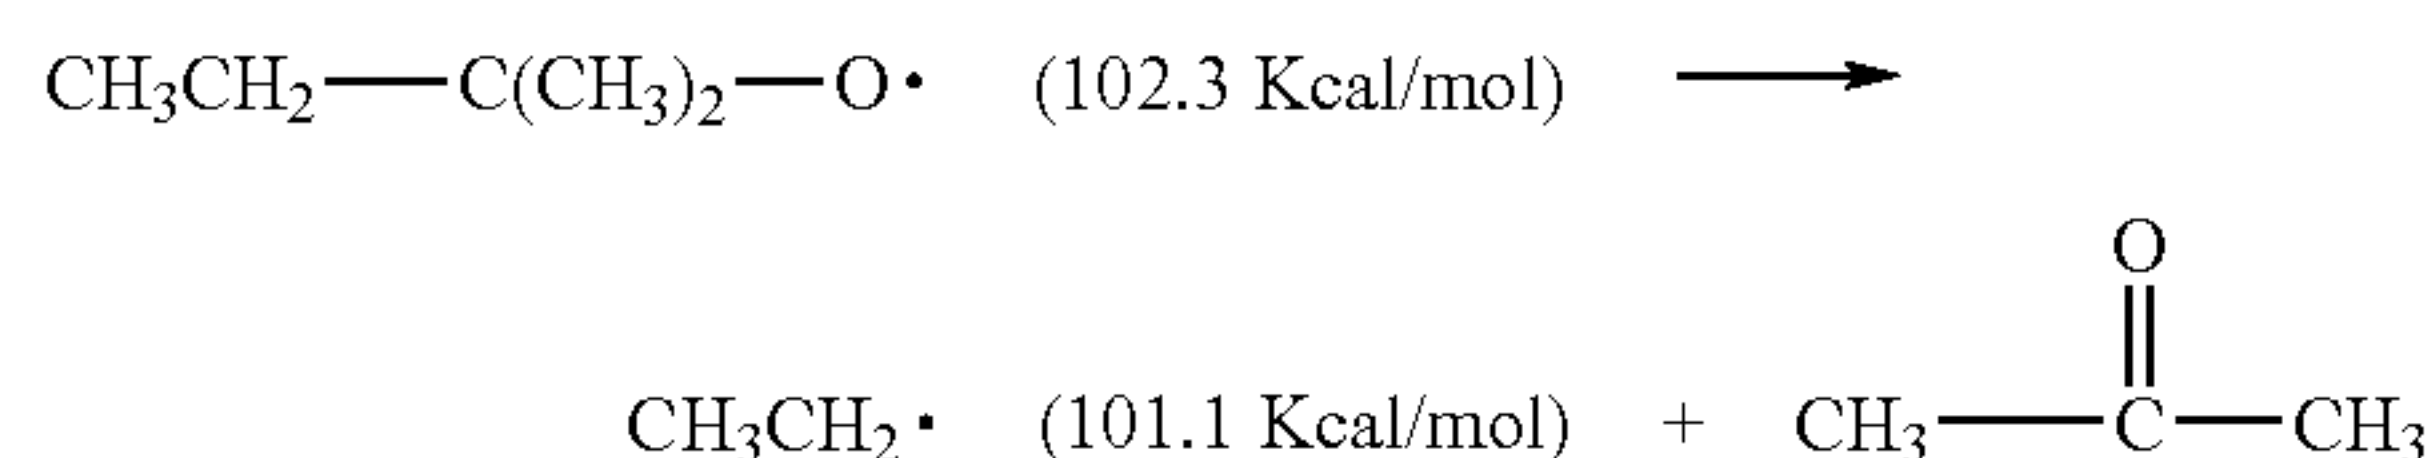 CH₃CH₂—C(CH₃)₂—O• (102.3 Kcal/mol) →
O
CH₃CH₂• (101.1 Kcal/mol) + CH₃—C—CH₃